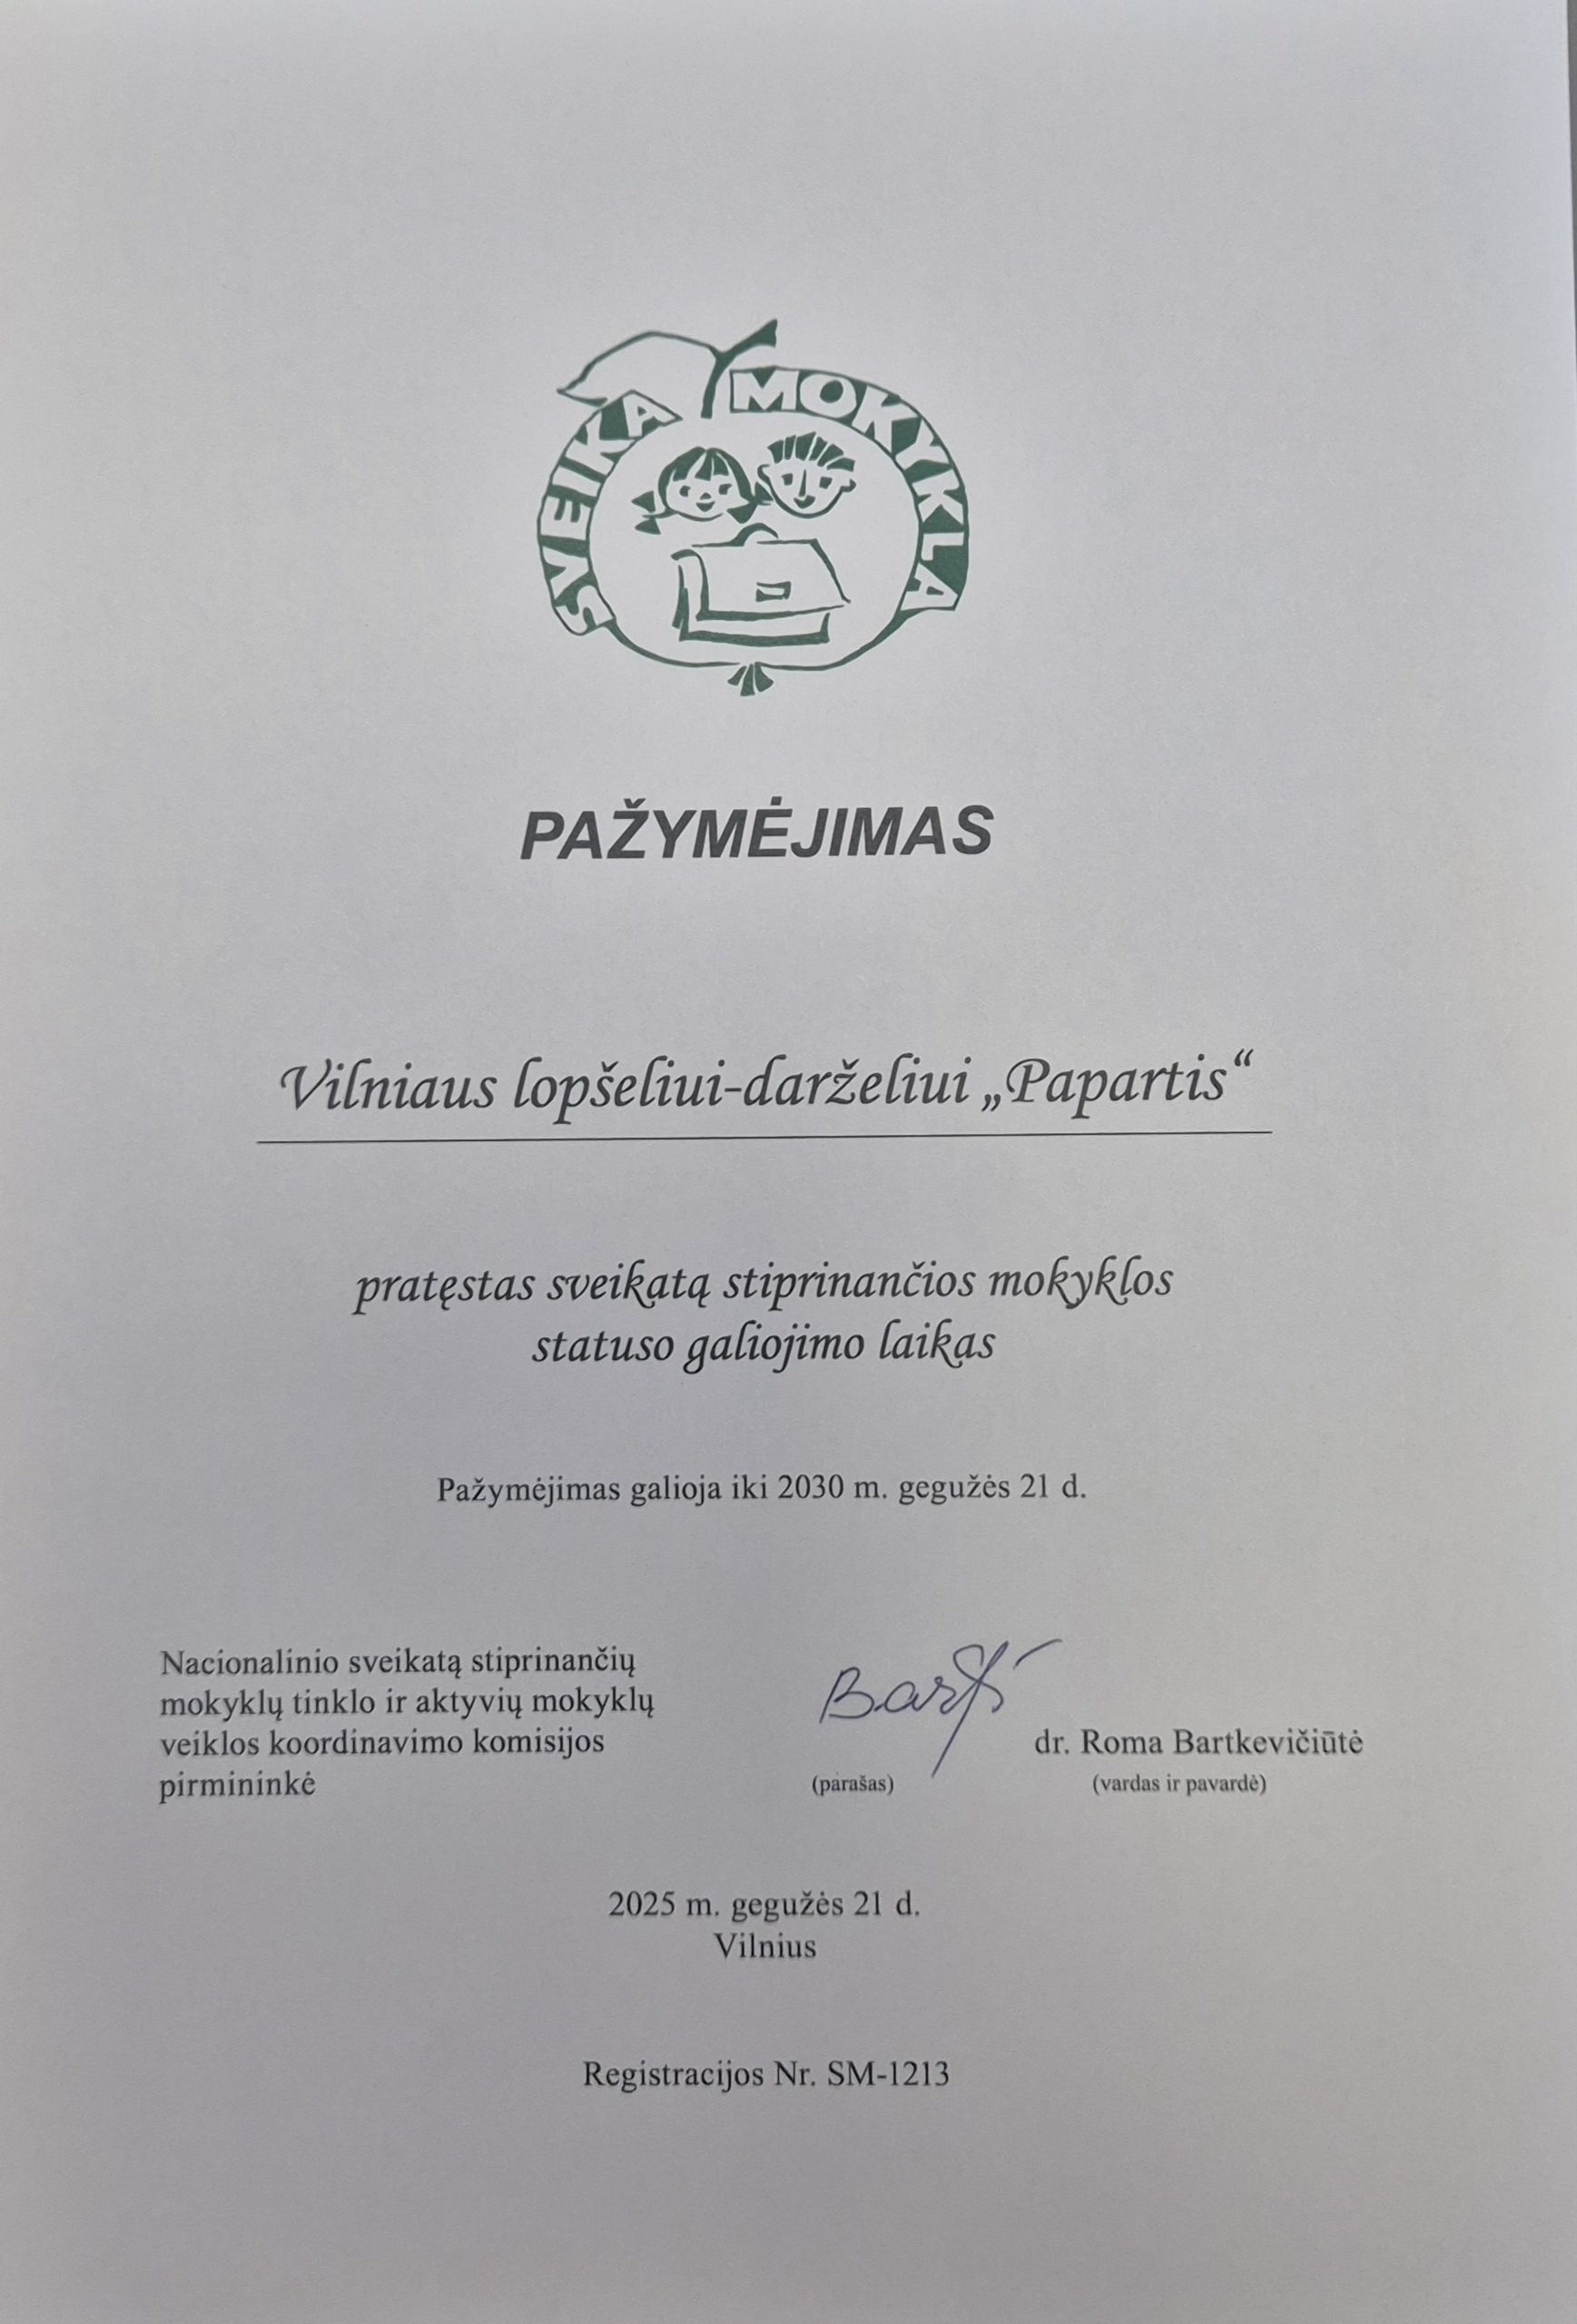 SVEIKA MOKYKLA
PAŽYMĖJIMAS
Vilniaus lopšeliui-darželiui „Papartis“
pratęstas sveikatą stiprinančios mokyklos
statuso galiojimo laikas
Pažymėjimas galioja iki 2030 m. gegužės 21 d.
Nacionalinio sveikatą stiprinančių
mokyklų tinklo ir aktyvių mokyklų
veiklos koordinavimo komisijos
pirmininkė
(parašas)
dr. Roma Bartkevičiūtė
(vardas ir pavardė)
2025 m. gegužės 21 d.
Vilnius
Registracijos Nr. SM-1213